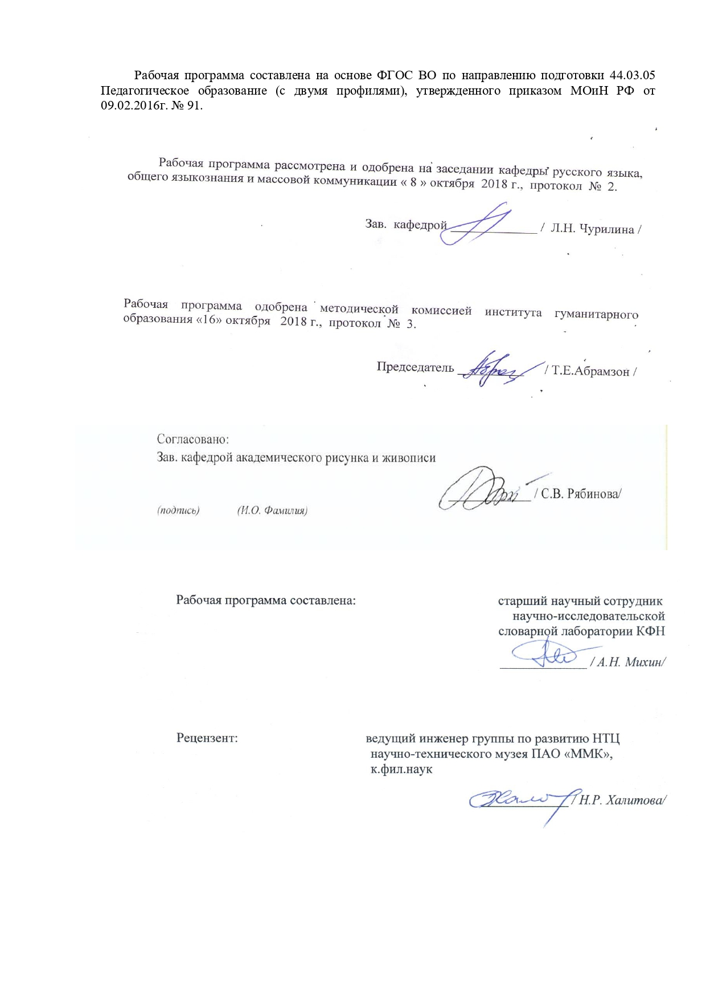 Рабочая программа составлена на основе ФГОС ВО по направлению подготовки 44.03.05
Педагогическое образование (с двумя профилями), утвержденного приказом МОиН РФ от
09.02.2016г. № 91.
Рабочая программа рассмотрена и одобрена на заседании кафедры русского языка,
общего языкознания и массовой коммуникации « 8 » октября 2018 г., протокол № 2.
Зав. кафедрой ______________ / Л.Н. Чурилина /
Рабочая программа одобрена методической комиссией института гуманитарного
образования «16» октября 2018 г., протокол № 3.
Председатель ___________ / Т.Е.Абрамзон /
Согласовано:
Зав. кафедрой академического рисунка и живописи
_____________ / С.В. Рябинова/
(подпись) (И.О. Фамилия)
Рабочая программа составлена: старший научный сотрудник
научно-исследовательской
словарной лаборатории КФН
______________ / А.Н. Михин/
Рецензент: ведущий инженер группы по развитию НТЦ
научно-технического музея ПАО «ММК»,
к.фил.наук
______________ / Н.Р. Халитова/